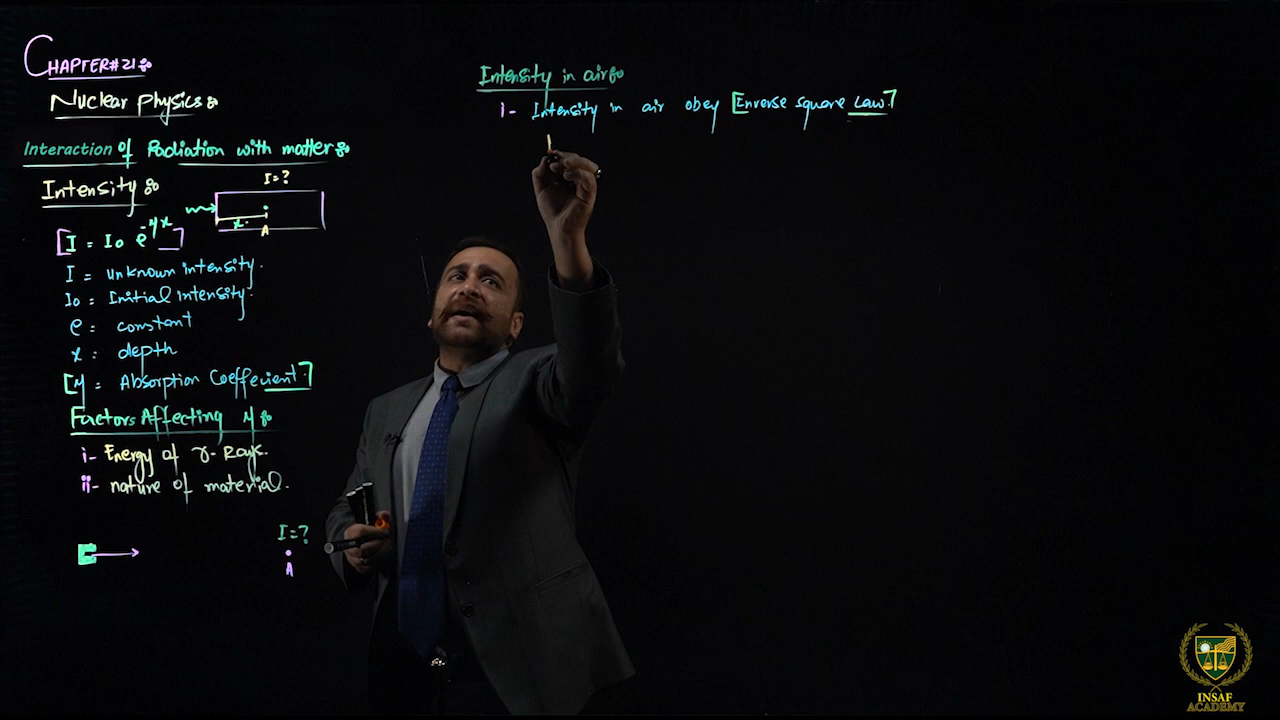 CHAPTER#21:
Nuclear Physics:
Interaction of Radiation with matter:
Intensity:
I=?
x
A
[I = I₀ e^-μx]
I = unknown intensity.
I₀ = Initial intensity.
e = constant
x = depth
[μ = Absorption Coeffecient.]
Factors Affecting μ:
i- Energy of γ-Rays.
ii- nature of material.
I=?
A
Intensity in air:
i- Intensity in air obey [Inverse square Law.]
INSAF
ACADEMY